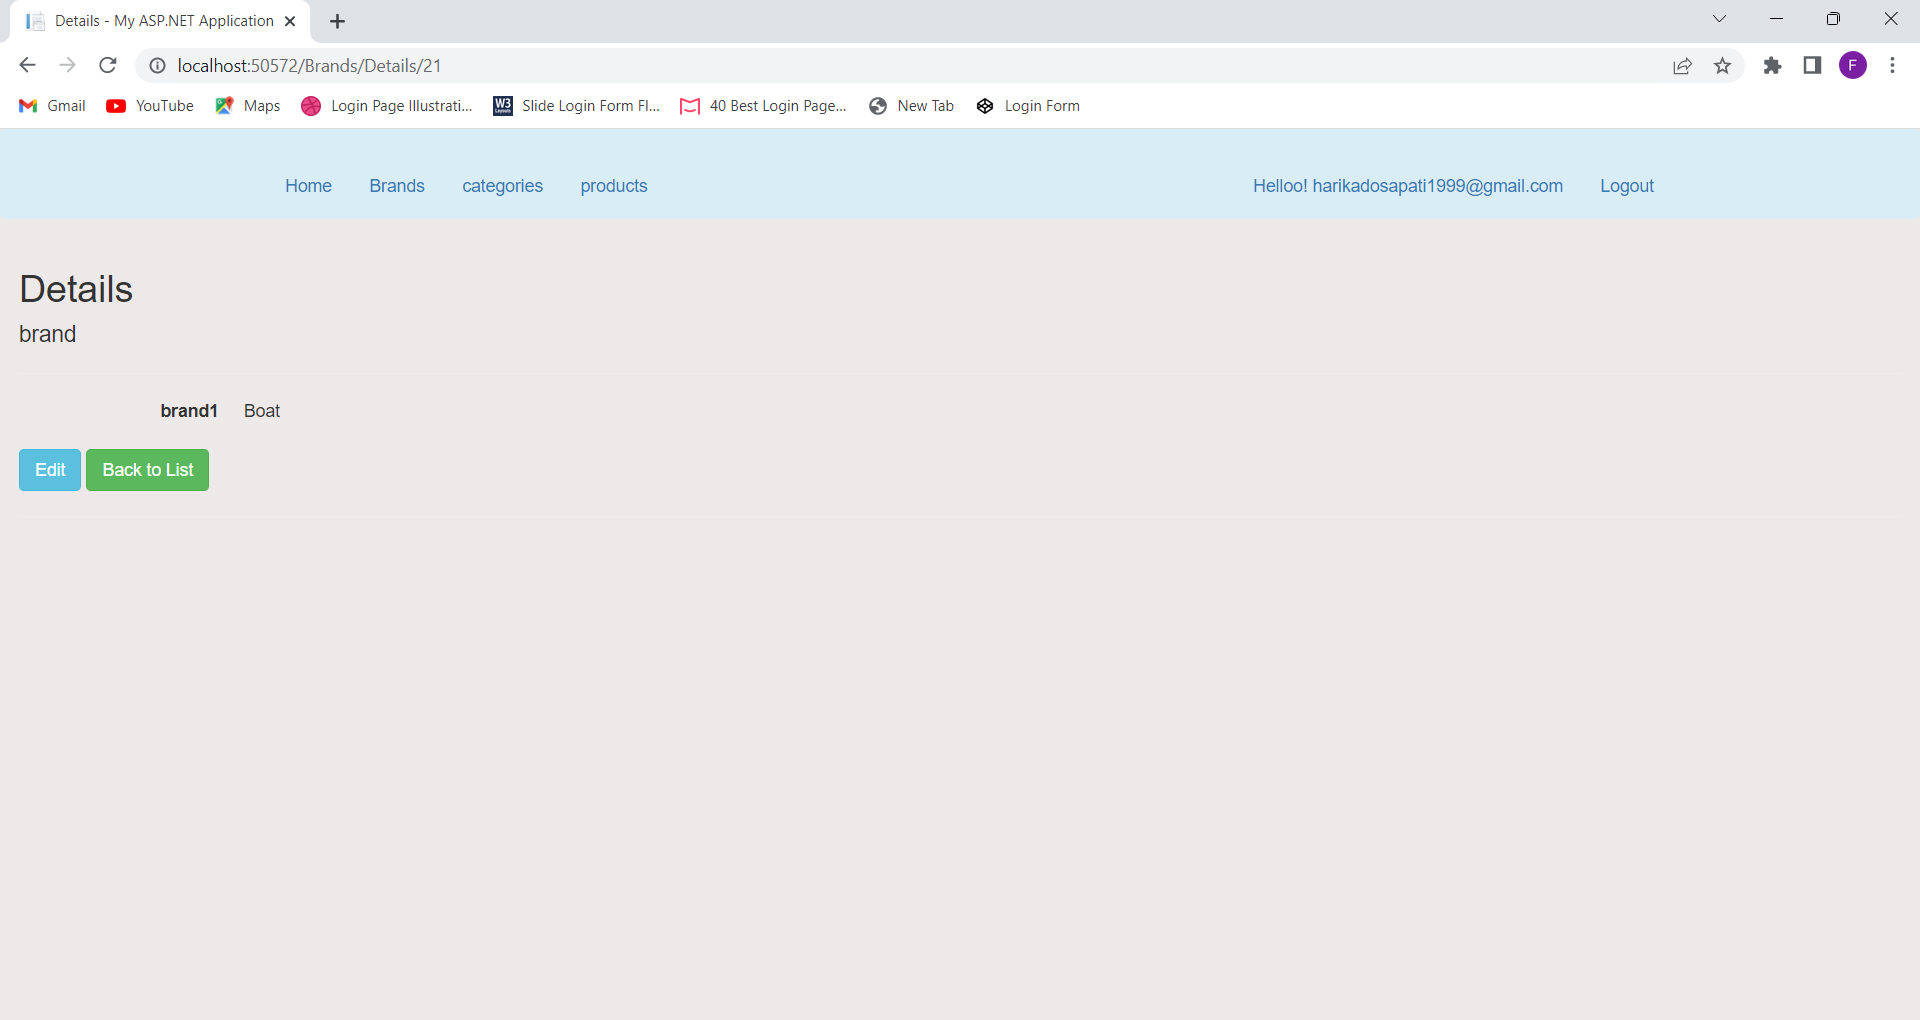 Details - My ASP.NET Application
localhost:50572/Brands/Details/21
F
Gmail YouTube Maps Login Page Illustrati... W3 Layouts Slide Login Form Fl... 40 Best Login Page... New Tab Login Form
Home Brands categories products Helloo! harikadosapati1999@gmail.com Logout
Details
brand
brand1 Boat
Edit Back to List